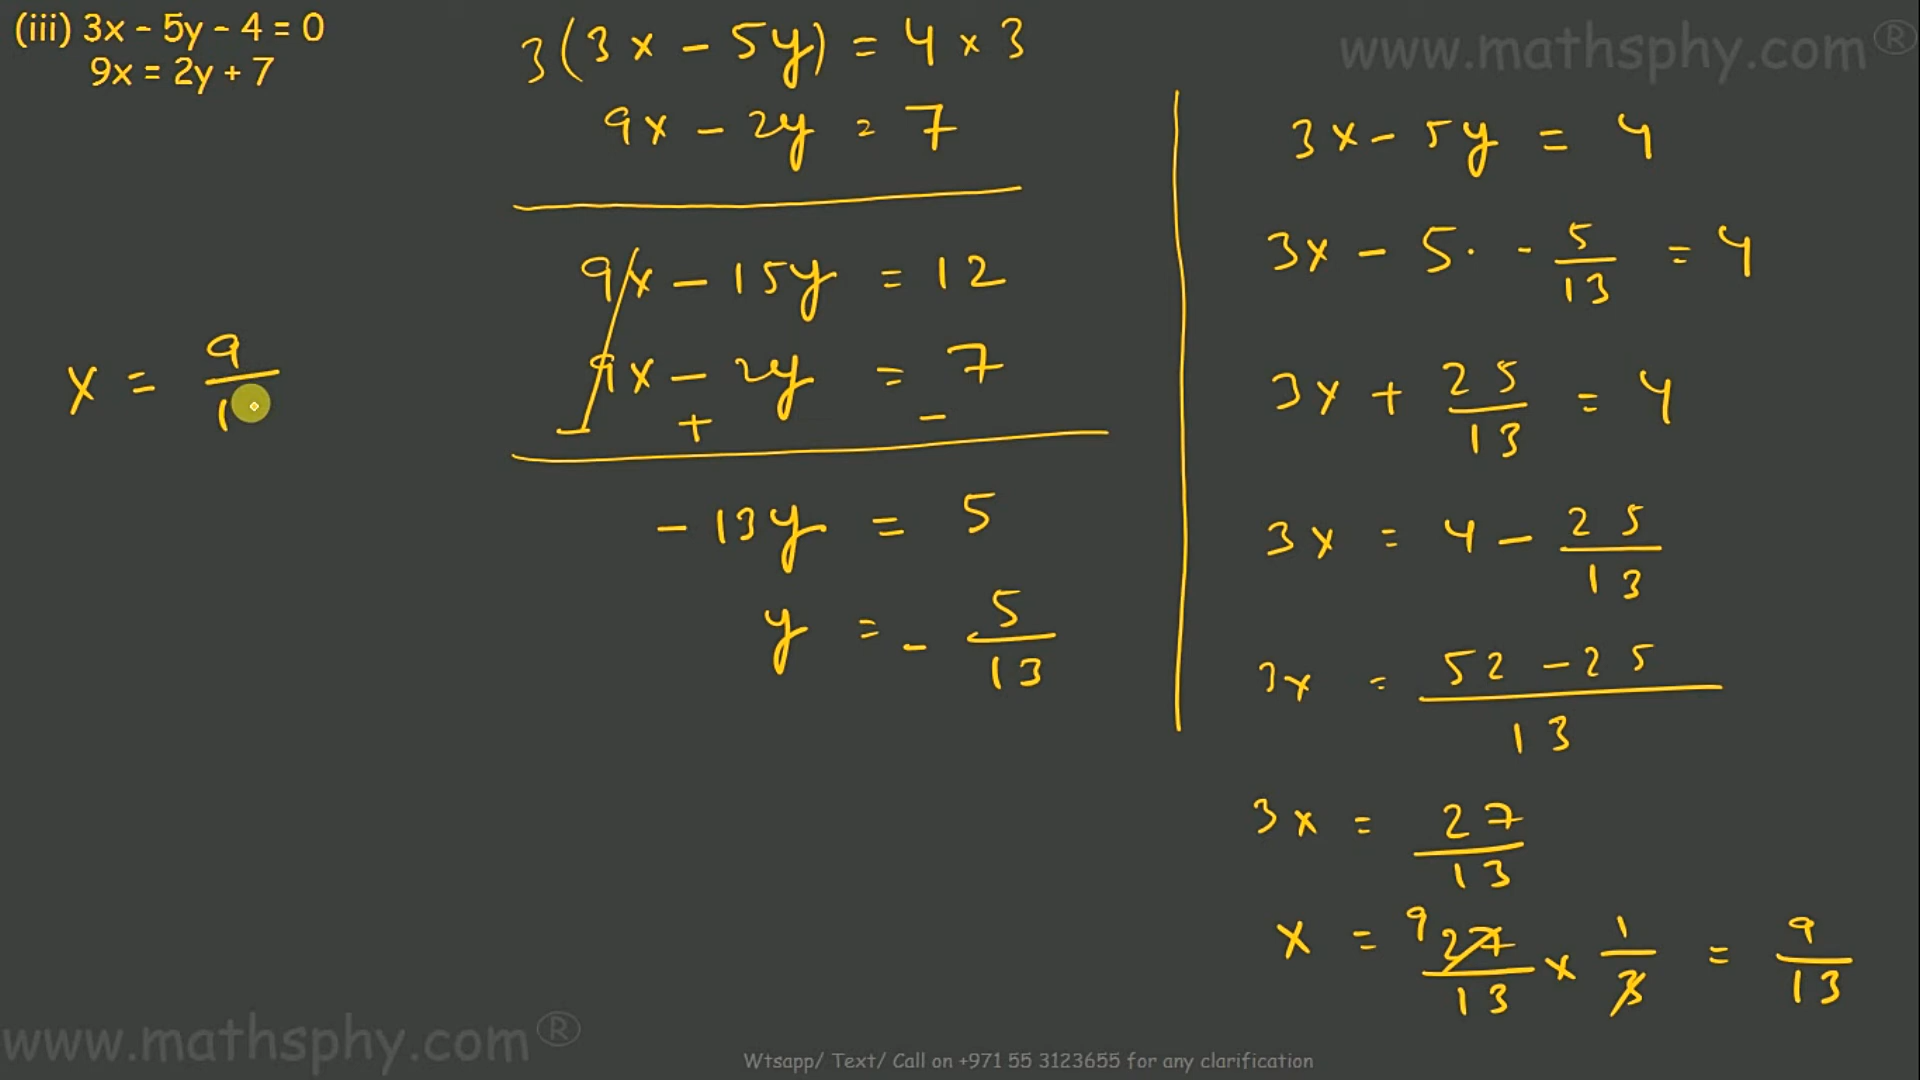 (iii) 3x - 5y - 4 = 0
9x = 2y + 7
x = 9/1
3(3x - 5y) = 4 × 3
9x - 2y = 7
9x - 15y = 12
9x - 2y = 7
- + -
-13y = 5
y = - 5/13
www.mathsphy.com®
3x - 5y = 4
3x - 5. - 5/13 = 4
3x + 25/13 = 4
3x = 4 - 25/13
3x = 52 - 25/13
3x = 27/13
x = 9 27/13 × 1/3 = 9/13
www.mathsphy.com®
Wtsapp/ Text/ Call on +971 55 3123655 for any clarification